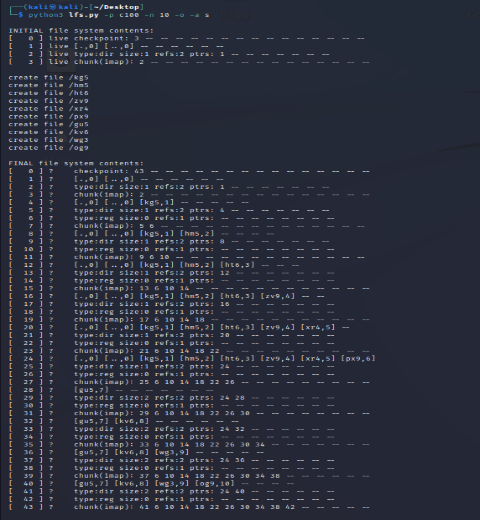 (kali㉿kali)-[~/Desktop]
$ python3 lfs.py -p c100 -n 10 -o -a s
INITIAL file system contents:
[   0 ] live checkpoint: 3 -- -- -- -- -- -- -- -- -- -- -- -- -- -- --
[   1 ] live [.,0] [..,0] -- -- -- -- -- --
[   2 ] live type:dir size:1 refs:2 ptrs: 1 -- -- -- -- -- -- --
[   3 ] live chunk(imap): 2 -- -- -- -- -- -- -- -- -- -- -- -- -- -- --
create file /kg5
create file /hm5
create file /ht6
create file /zv9
create file /xr4
create file /px9
create file /gu5
create file /kv6
create file /wg3
create file /og9
FINAL file system contents:
[   0 ] ?    checkpoint: 43 -- -- -- -- -- -- -- -- -- -- -- -- -- -- --
[   1 ] ?    [.,0] [..,0] -- -- -- -- -- --
[   2 ] ?    type:dir size:1 refs:2 ptrs: 1 -- -- -- -- -- -- --
[   3 ] ?    chunk(imap): 2 -- -- -- -- -- -- -- -- -- -- -- -- -- -- --
[   4 ] ?    [.,0] [..,0] [kg5,1] -- -- -- -- --
[   5 ] ?    type:dir size:1 refs:2 ptrs: 4 -- -- -- -- -- -- --
[   6 ] ?    type:reg size:0 refs:1 ptrs: -- -- -- -- -- -- -- --
[   7 ] ?    chunk(imap): 5 6 -- -- -- -- -- -- -- -- -- -- -- -- -- --
[   8 ] ?    [.,0] [..,0] [kg5,1] [hm5,2] -- -- -- --
[   9 ] ?    type:dir size:1 refs:2 ptrs: 8 -- -- -- -- -- -- --
[  10 ] ?    type:reg size:0 refs:1 ptrs: -- -- -- -- -- -- -- --
[  11 ] ?    chunk(imap): 9 6 10 -- -- -- -- -- -- -- -- -- -- -- -- --
[  12 ] ?    [.,0] [..,0] [kg5,1] [hm5,2] [ht6,3] -- -- --
[  13 ] ?    type:dir size:1 refs:2 ptrs: 12 -- -- -- -- -- -- --
[  14 ] ?    type:reg size:0 refs:1 ptrs: -- -- -- -- -- -- -- --
[  15 ] ?    chunk(imap): 13 6 10 14 -- -- -- -- -- -- -- -- -- -- -- --
[  16 ] ?    [.,0] [..,0] [kg5,1] [hm5,2] [ht6,3] [zv9,4] -- --
[  17 ] ?    type:dir size:1 refs:2 ptrs: 16 -- -- -- -- -- -- --
[  18 ] ?    type:reg size:0 refs:1 ptrs: -- -- -- -- -- -- -- --
[  19 ] ?    chunk(imap): 17 6 10 14 18 -- -- -- -- -- -- -- -- -- -- --
[  20 ] ?    [.,0] [..,0] [kg5,1] [hm5,2] [ht6,3] [zv9,4] [xr4,5] --
[  21 ] ?    type:dir size:1 refs:2 ptrs: 20 -- -- -- -- -- -- --
[  22 ] ?    type:reg size:0 refs:1 ptrs: -- -- -- -- -- -- -- --
[  23 ] ?    chunk(imap): 21 6 10 14 18 22 -- -- -- -- -- -- -- -- -- --
[  24 ] ?    [.,0] [..,0] [kg5,1] [hm5,2] [ht6,3] [zv9,4] [xr4,5] [px9,6]
[  25 ] ?    type:dir size:1 refs:2 ptrs: 24 -- -- -- -- -- -- --
[  26 ] ?    type:reg size:0 refs:1 ptrs: -- -- -- -- -- -- -- --
[  27 ] ?    chunk(imap): 25 6 10 14 18 22 26 -- -- -- -- -- -- -- -- --
[  28 ] ?    [gu5,7] -- -- -- -- -- -- --
[  29 ] ?    type:dir size:2 refs:2 ptrs: 24 28 -- -- -- -- -- --
[  30 ] ?    type:reg size:0 refs:1 ptrs: -- -- -- -- -- -- -- --
[  31 ] ?    chunk(imap): 29 6 10 14 18 22 26 30 -- -- -- -- -- -- -- --
[  32 ] ?    [gu5,7] [kv6,8] -- -- -- -- -- --
[  33 ] ?    type:dir size:2 refs:2 ptrs: 24 32 -- -- -- -- -- --
[  34 ] ?    type:reg size:0 refs:1 ptrs: -- -- -- -- -- -- -- --
[  35 ] ?    chunk(imap): 33 6 10 14 18 22 26 30 34 -- -- -- -- -- -- --
[  36 ] ?    [gu5,7] [kv6,8] [wg3,9] -- -- -- -- --
[  37 ] ?    type:dir size:2 refs:2 ptrs: 24 36 -- -- -- -- -- --
[  38 ] ?    type:reg size:0 refs:1 ptrs: -- -- -- -- -- -- -- --
[  39 ] ?    chunk(imap): 37 6 10 14 18 22 26 30 34 38 -- -- -- -- -- --
[  40 ] ?    [gu5,7] [kv6,8] [wg3,9] [og9,10] -- -- -- --
[  41 ] ?    type:dir size:2 refs:2 ptrs: 24 40 -- -- -- -- -- --
[  42 ] ?    type:reg size:0 refs:1 ptrs: -- -- -- -- -- -- -- --
[  43 ] ?    chunk(imap): 41 6 10 14 18 22 26 30 34 38 42 -- -- -- -- --